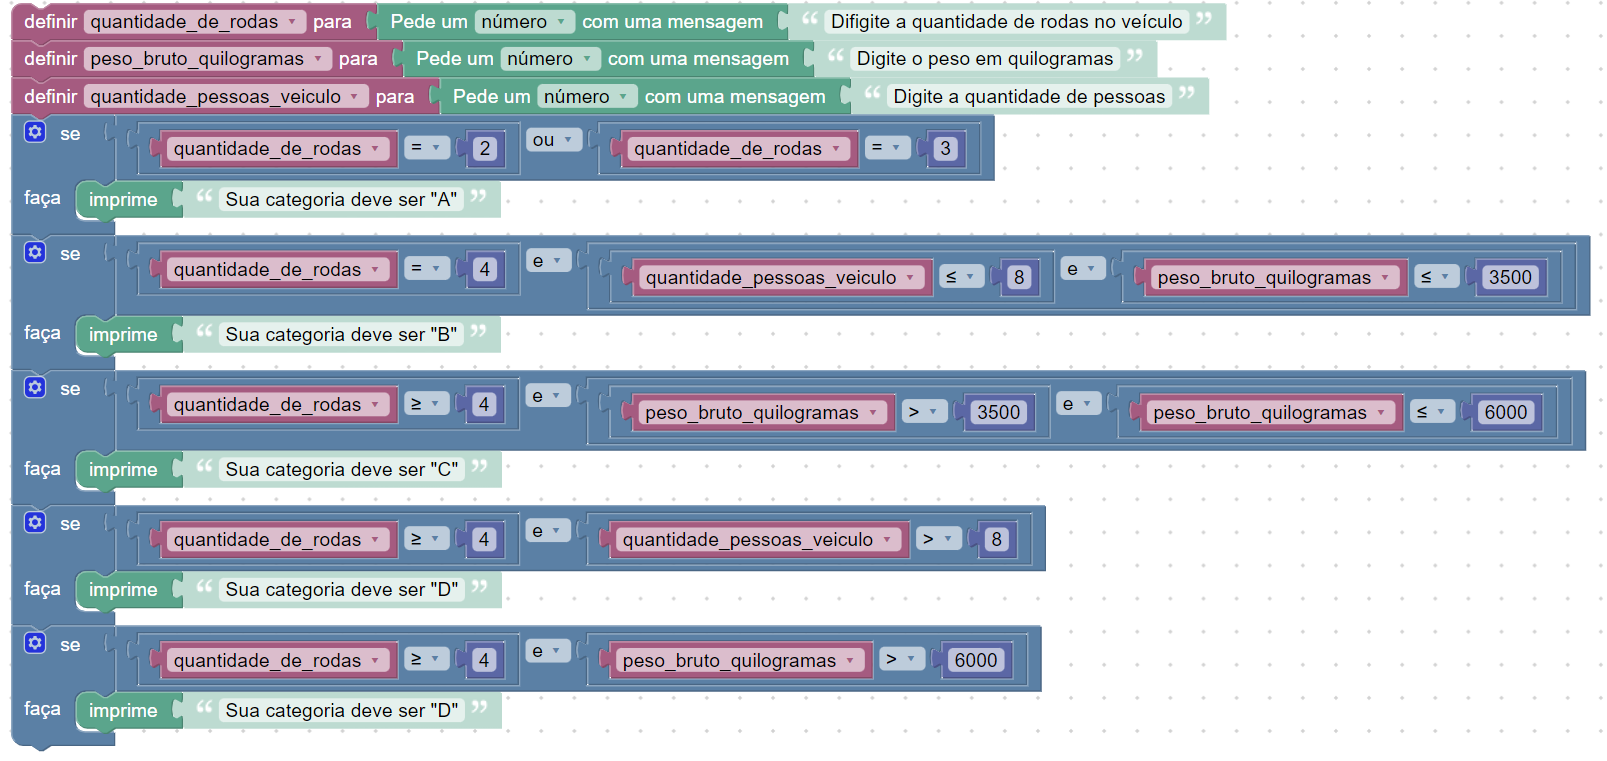 definir quantidade_de_rodas para Pede um número com uma mensagem “ Difigite a quantidade de rodas no veículo ”
definir peso_bruto_quilogramas para Pede um número com uma mensagem “ Digite o peso em quilogramas ”
definir quantidade_pessoas_veiculo para Pede um número com uma mensagem “ Digite a quantidade de pessoas ”
se quantidade_de_rodas = 2 ou quantidade_de_rodas = 3
faça imprime “ Sua categoria deve ser "A" ”
se quantidade_de_rodas = 4 e quantidade_pessoas_veiculo ≤ 8 e peso_bruto_quilogramas ≤ 3500
faça imprime “ Sua categoria deve ser "B" ”
se quantidade_de_rodas ≥ 4 e peso_bruto_quilogramas > 3500 e peso_bruto_quilogramas ≤ 6000
faça imprime “ Sua categoria deve ser "C" ”
se quantidade_de_rodas ≥ 4 e quantidade_pessoas_veiculo > 8
faça imprime “ Sua categoria deve ser "D" ”
se quantidade_de_rodas ≥ 4 e peso_bruto_quilogramas > 6000
faça imprime “ Sua categoria deve ser "D" ”